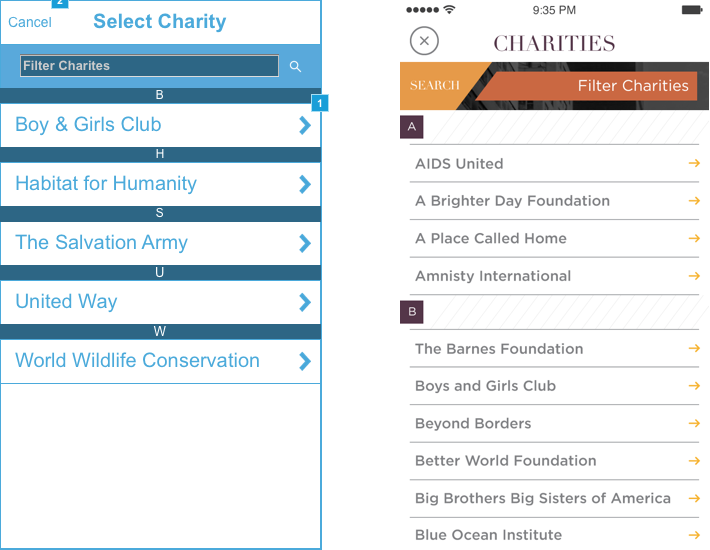 2
Cancel
Select Charity
Filter Charites
B
1
Boy & Girls Club
H
Habitat for Humanity
S
The Salvation Army
U
United Way
W
World Wildlife Conservation
9:35 PM
CHARITIES
SEARCH
Filter Charities
A
AIDS United
A Brighter Day Foundation
A Place Called Home
Amnisty International
B
The Barnes Foundation
Boys and Girls Club
Beyond Borders
Better World Foundation
Big Brothers Big Sisters of America
Blue Ocean Institute